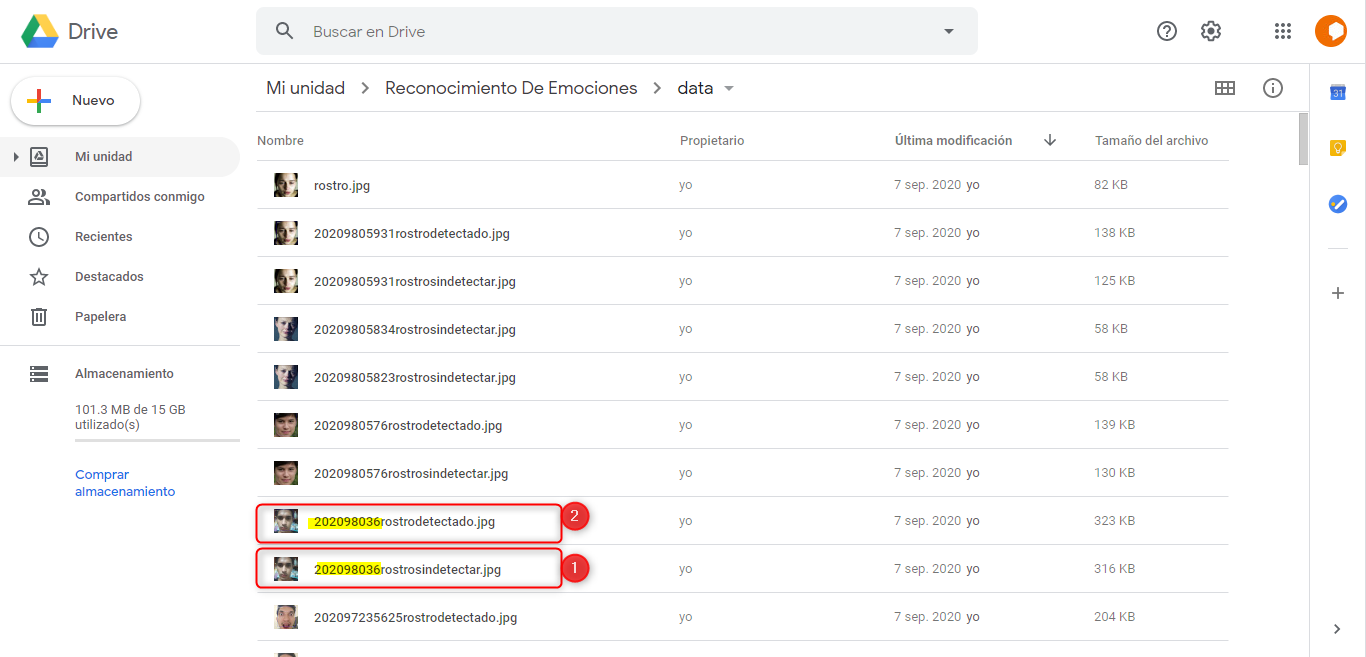 Drive
Buscar en Drive
Nuevo
Mi unidad
Compartidos conmigo
Recientes
Destacados
Papelera
Almacenamiento
101.3 MB de 15 GB
utilizado(s)
Comprar
almacenamiento
Mi unidad > Reconocimiento De Emociones > data
Nombre Propietario Última modificación Tamaño del archivo
rostro.jpg yo 7 sep. 2020 yo 82 KB
20209805931rostrodetectado.jpg yo 7 sep. 2020 yo 138 KB
20209805931rostrosindetectar.jpg yo 7 sep. 2020 yo 125 KB
20209805834rostrosindetectar.jpg yo 7 sep. 2020 yo 58 KB
20209805823rostrosindetectar.jpg yo 7 sep. 2020 yo 58 KB
2020980576rostrodetectado.jpg yo 7 sep. 2020 yo 139 KB
2020980576rostrosindetectar.jpg yo 7 sep. 2020 yo 130 KB
202098036rostrodetectado.jpg 2 yo 7 sep. 2020 yo 323 KB
202098036rostrosindetectar.jpg 1 yo 7 sep. 2020 yo 316 KB
202097235625rostrodetectado.jpg yo 7 sep. 2020 yo 204 KB
31